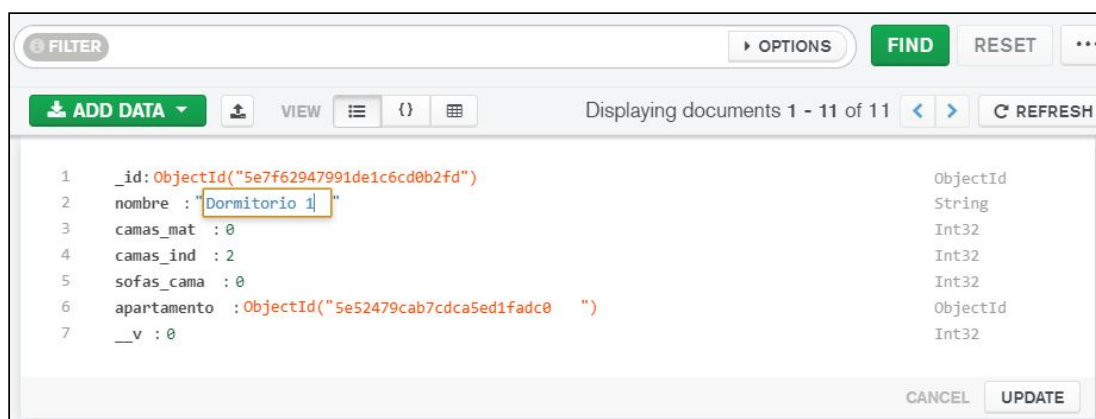 FILTER
OPTIONS
FIND
RESET
...
ADD DATA
VIEW
{}
Displaying documents 1 - 11 of 11
< >
REFRESH
1 _id: ObjectId("5e7f62947991de1c6cd0b2fd") ObjectId
2 nombre : "Dormitorio 1 " String
3 camas_mat : 0 Int32
4 camas_ind : 2 Int32
5 sofas_cama : 0 Int32
6 apartamento : ObjectId("5e52479cab7cdca5ed1fadc0 ") ObjectId
7 __v : 0 Int32
CANCEL
UPDATE